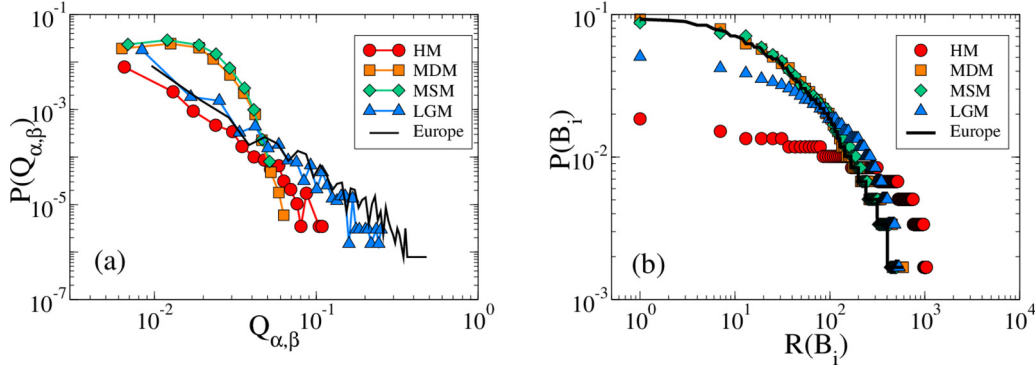 P(Q_{α,β})
10^{-1}
10^{-3}
10^{-5}
10^{-7}
HM
MDM
MSM
LGM
Europe
(a)
10^{-2} 10^{-1} 10^{0}
Q_{α,β}
P(B_i)
10^{-1}
10^{-2}
10^{-3}
HM
MDM
MSM
LGM
Europe
(b)
10^{0} 10^{1} 10^{2} 10^{3} 10^{4}
R(B_i)